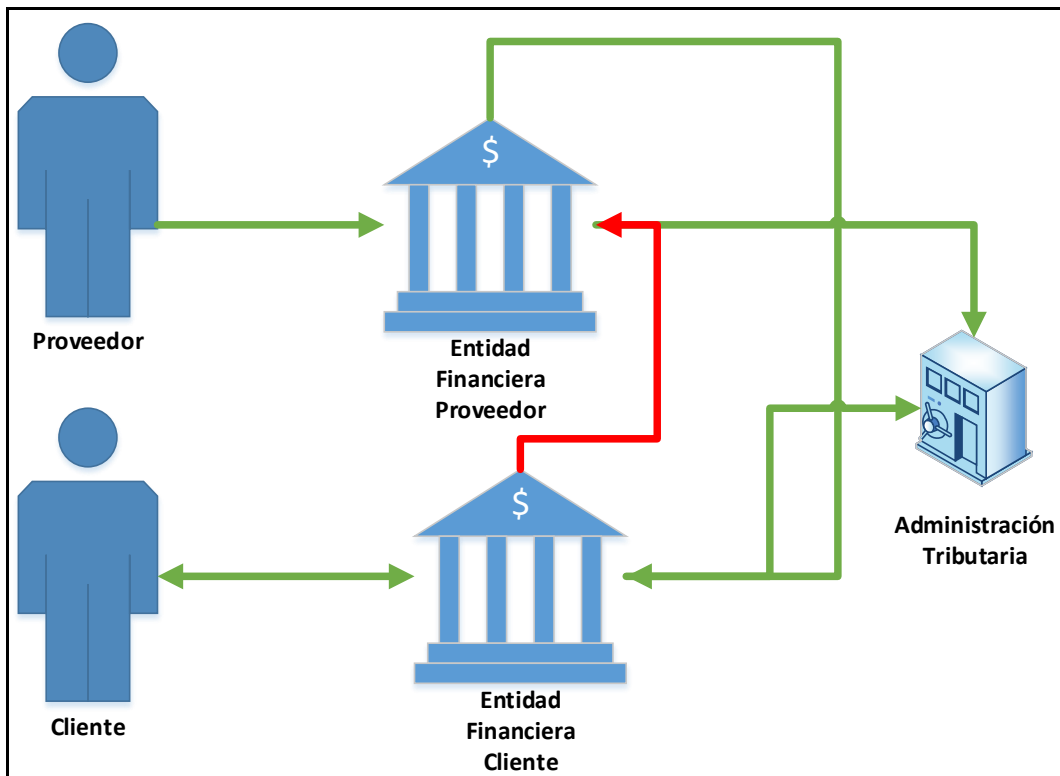 $
Proveedor
Entidad
Financiera
Proveedor
$
Administración
Tributaria
Cliente
Entidad
Financiera
Cliente